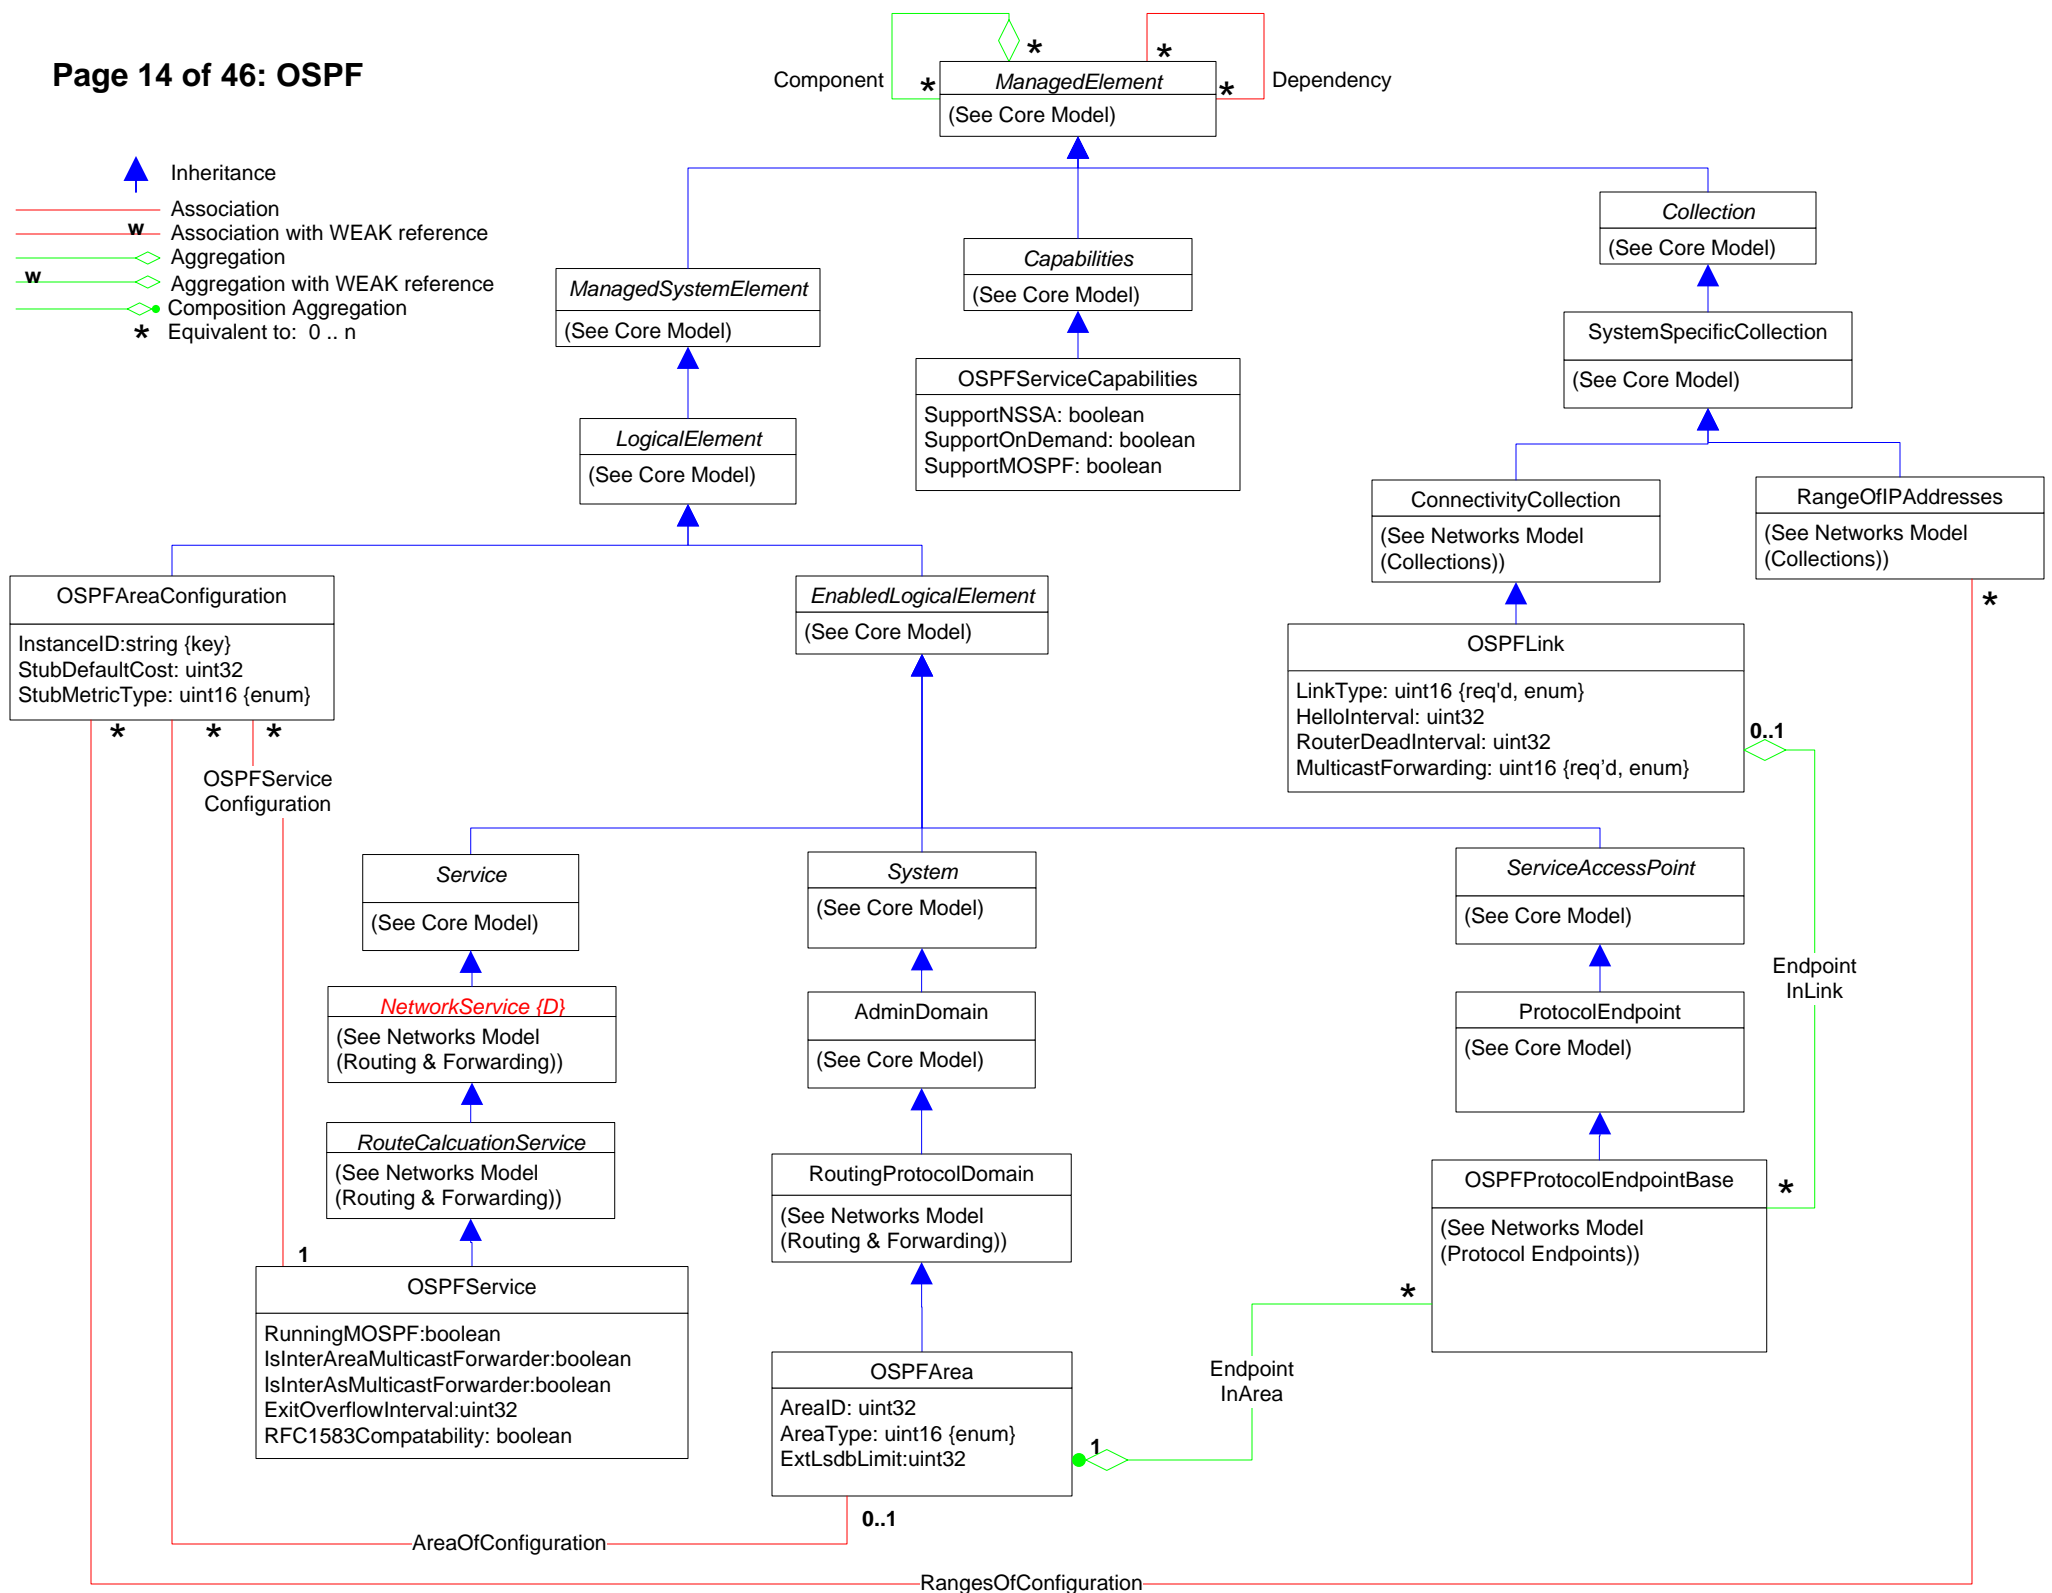 Page 14 of 46: OSPF
Component
*
*
ManagedElement
(See Core Model)
*
*
Dependency
Inheritance
Association
w
Association with WEAK reference
Aggregation
w
Aggregation with WEAK reference
Composition Aggregation
*
Equivalent to: 0 .. n
Collection
(See Core Model)
Capabilities
(See Core Model)
ManagedSystemElement
(See Core Model)
SystemSpecificCollection
(See Core Model)
OSPFServiceCapabilities
SupportNSSA: boolean
SupportOnDemand: boolean
SupportMOSPF: boolean
LogicalElement
(See Core Model)
ConnectivityCollection
(See Networks Model
(Collections))
RangeOfIPAddresses
(See Networks Model
(Collections))
*
OSPFAreaConfiguration
InstanceID:string {key}
StubDefaultCost: uint32
StubMetricType: uint16 {enum}
*
*
*
EnabledLogicalElement
(See Core Model)
OSPFLink
LinkType: uint16 {req'd, enum}
HelloInterval: uint32
RouterDeadInterval: uint32
MulticastForwarding: uint16 {req’d, enum}
0..1
OSPFService
Configuration
Service
(See Core Model)
System
(See Core Model)
ServiceAccessPoint
(See Core Model)
Endpoint
InLink
NetworkService {D}
(See Networks Model
(Routing & Forwarding))
AdminDomain
(See Core Model)
ProtocolEndpoint
(See Core Model)
RouteCalcuationService
(See Networks Model
(Routing & Forwarding))
RoutingProtocolDomain
(See Networks Model
(Routing & Forwarding))
OSPFProtocolEndpointBase
(See Networks Model
(Protocol Endpoints))
*
*
1
OSPFService
RunningMOSPF:boolean
IsInterAreaMulticastForwarder:boolean
IsInterAsMulticastForwarder:boolean
ExitOverflowInterval:uint32
RFC1583Compatability: boolean
OSPFArea
AreaID: uint32
AreaType: uint16 {enum}
ExtLsdbLimit:uint32
1
Endpoint
InArea
0..1
AreaOfConfiguration
RangesOfConfiguration